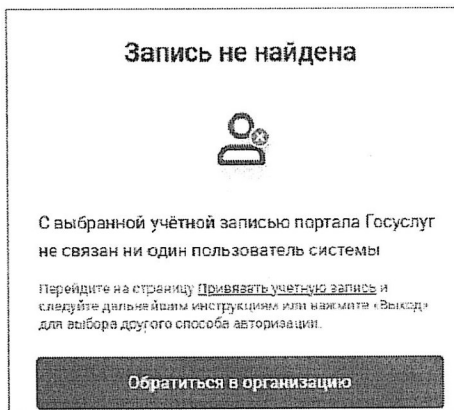 Запись не найдена
С выбранной учётной записью портала Госуслуг
не связан ни один пользователь системы
Перейдите на страницу Привязать учетную запись и
следуйте дальнейшим инструкциям или нажмите «Выход»
для выбора другого способа авторизации.
Обратиться в организацию